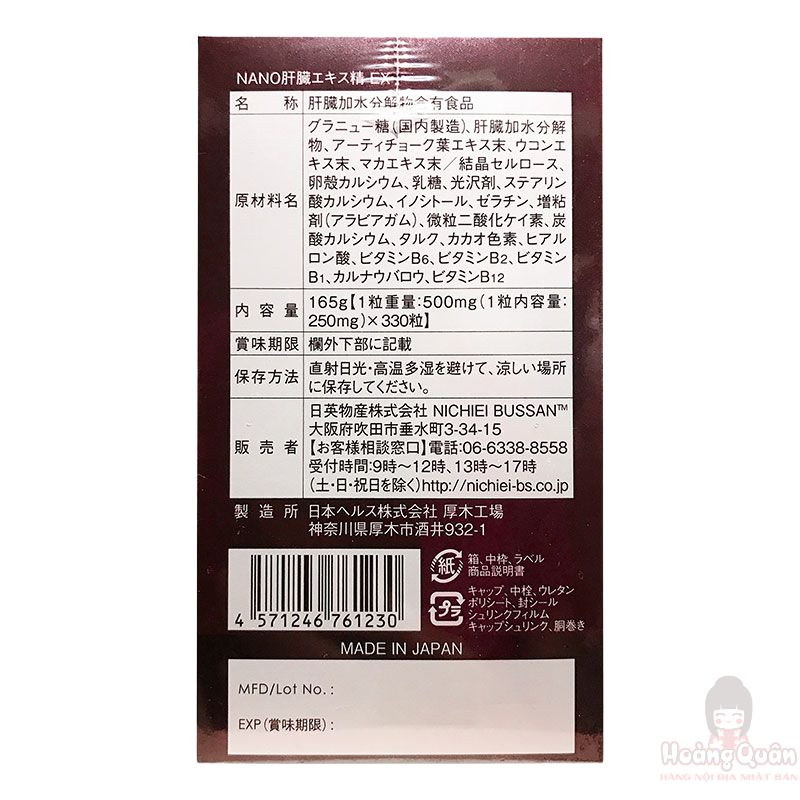 NANO肝臓エキス精 EX
名 称 肝臓加水分解物含有食品
原材料名 グラニュー糖(国内製造)、肝臓加水分解
物、アーティチョーク葉エキス末、ウコンエ
キス末、マカエキス末/結晶セルロース、
卵殻カルシウム、乳糖、光沢剤、ステアリン
酸カルシウム、イノシトール、ゼラチン、増粘
剤(アラビアガム)、微粒二酸化ケイ素、炭
酸カルシウム、タルク、カカオ色素、ヒアル
ロン酸、ビタミンB6、ビタミンB2、ビタミン
B1、カルナウバロウ、ビタミンB12
内容量 165g【1粒重量:500mg(1粒内容量:
250mg)×330粒】
賞味期限 欄外下部に記載
保存方法 直射日光・高温多湿を避けて、涼しい場所
に保存してください。
販売者 日英物産株式会社 NICHIEI BUSSAN™
大阪府吹田市垂水町3-34-15
【お客様相談窓口】電話:06-6338-8558
受付時間:9時〜12時、13時〜17時
(土・日・祝日を除く)http://nichiei-bs.co.jp
製造所 日本ヘルス株式会社 厚木工場
神奈川県厚木市酒井932-1
紙 箱、中枠、ラベル
商品説明書
プラ キャップ、中栓、ウレタン
ポリシート、封シール
シュリンクフィルム
キャップシュリンク、胴巻き
4 571246 761230
MADE IN JAPAN
MFD/Lot No. :
EXP(賞味期限) :
Hoàng Quân
HÀNG NỘI ĐỊA NHẬT BẢN